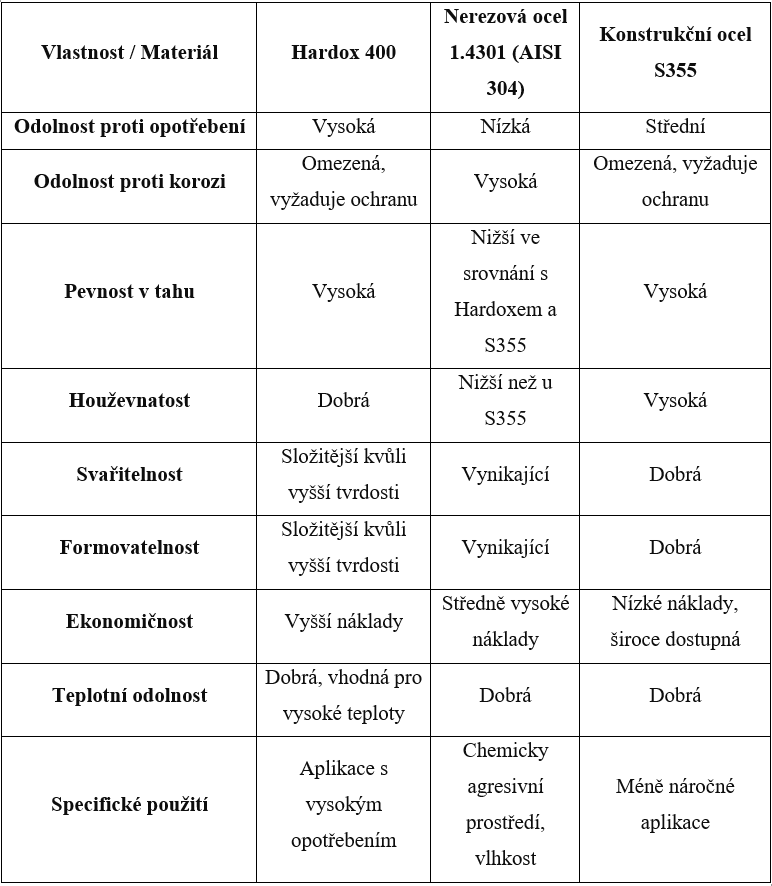 Vlastnost / Materiál
Hardox 400
Nerezová ocel
1.4301 (AISI
304)
Konstrukční ocel
S355
Odolnost proti opotřebení
Vysoká
Nízká
Střední
Odolnost proti korozi
Omezená,
vyžaduje ochranu
Vysoká
Omezená, vyžaduje
ochranu
Pevnost v tahu
Vysoká
Nižší ve
srovnání s
Hardoxem a
S355
Vysoká
Houževnatost
Dobrá
Nižší než u
S355
Vysoká
Svařitelnost
Složitější kvůli
vyšší tvrdosti
Vynikající
Dobrá
Formovatelnost
Složitější kvůli
vyšší tvrdosti
Vynikající
Dobrá
Ekonomičnost
Vyšší náklady
Středně vysoké
náklady
Nízké náklady,
široce dostupná
Teplotní odolnost
Dobrá, vhodná pro
vysoké teploty
Dobrá
Dobrá
Specifické použití
Aplikace s
vysokým
opotřebením
Chemicky
agresivní
prostředí,
vlhkost
Méně náročné
aplikace